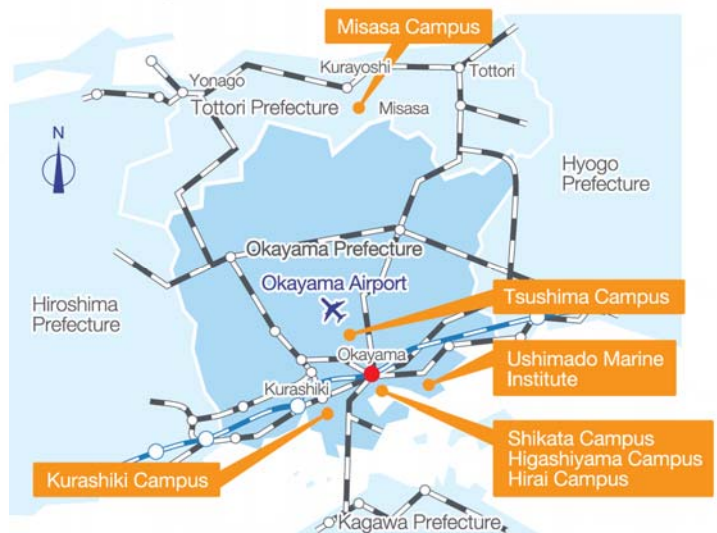 Misasa Campus
Kurayoshi
Tottori
Yonago
Tottori Prefecture
Misasa
N
Hyogo
Prefecture
Okayama Prefecture
Okayama Airport
Hiroshima
Prefecture
Tsushima Campus
Okayama
Ushimado Marine
Institute
Kurashiki
Shikata Campus
Higashiyama Campus
Hirai Campus
Kurashiki Campus
Kagawa Prefecture